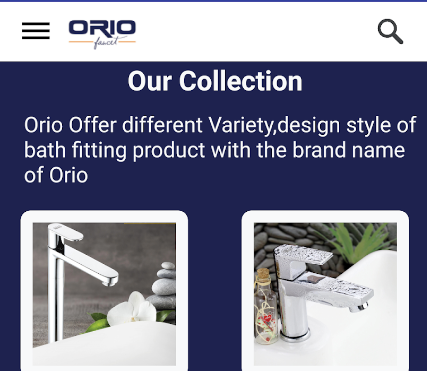 ORIO
faucet
Our Collection
Orio Offer different Variety,design style of
bath fitting product with the brand name
of Orio